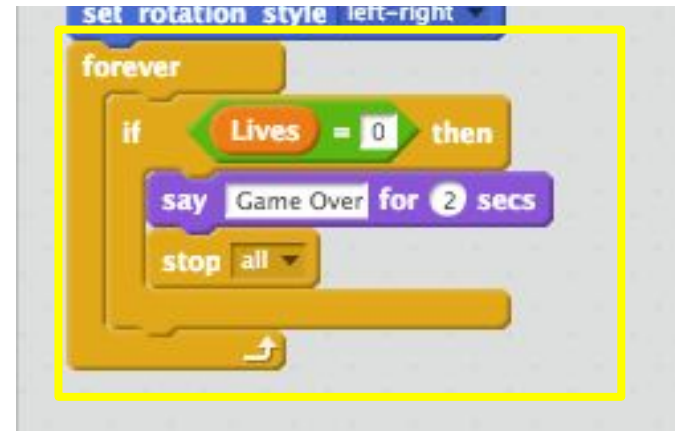 set rotation style left-right
forever
if Lives = 0 then
say Game Over for 2 secs
stop all